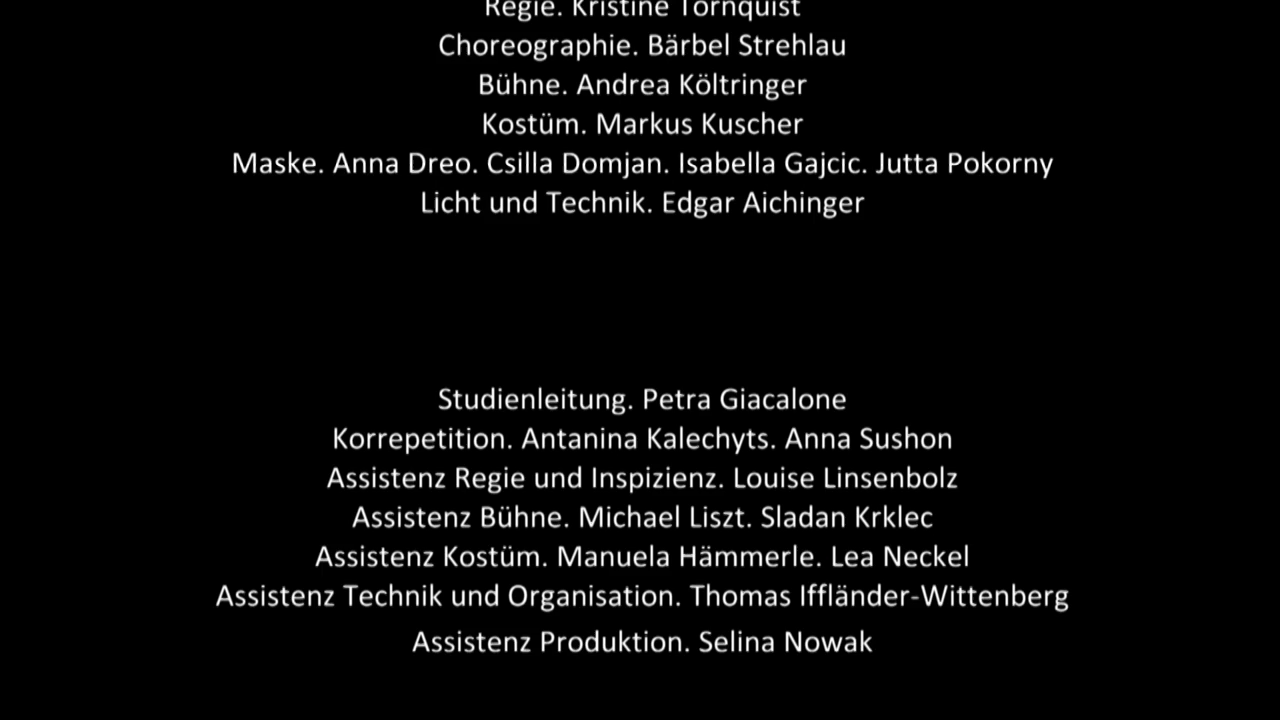 Regie. Kristine Tornquist
Choreographie. Bärbel Strehlau
Bühne. Andrea Költringer
Kostüm. Markus Kuscher
Maske. Anna Dreo. Csilla Domjan. Isabella Gajcic. Jutta Pokorny
Licht und Technik. Edgar Aichinger
Studienleitung. Petra Giacalone
Korrepetition. Antanina Kalechyts. Anna Sushon
Assistenz Regie und Inspizienz. Louise Linsenbolz
Assistenz Bühne. Michael Liszt. Sladan Krklec
Assistenz Kostüm. Manuela Hämmerle. Lea Neckel
Assistenz Technik und Organisation. Thomas Iffländer-Wittenberg
Assistenz Produktion. Selina Nowak